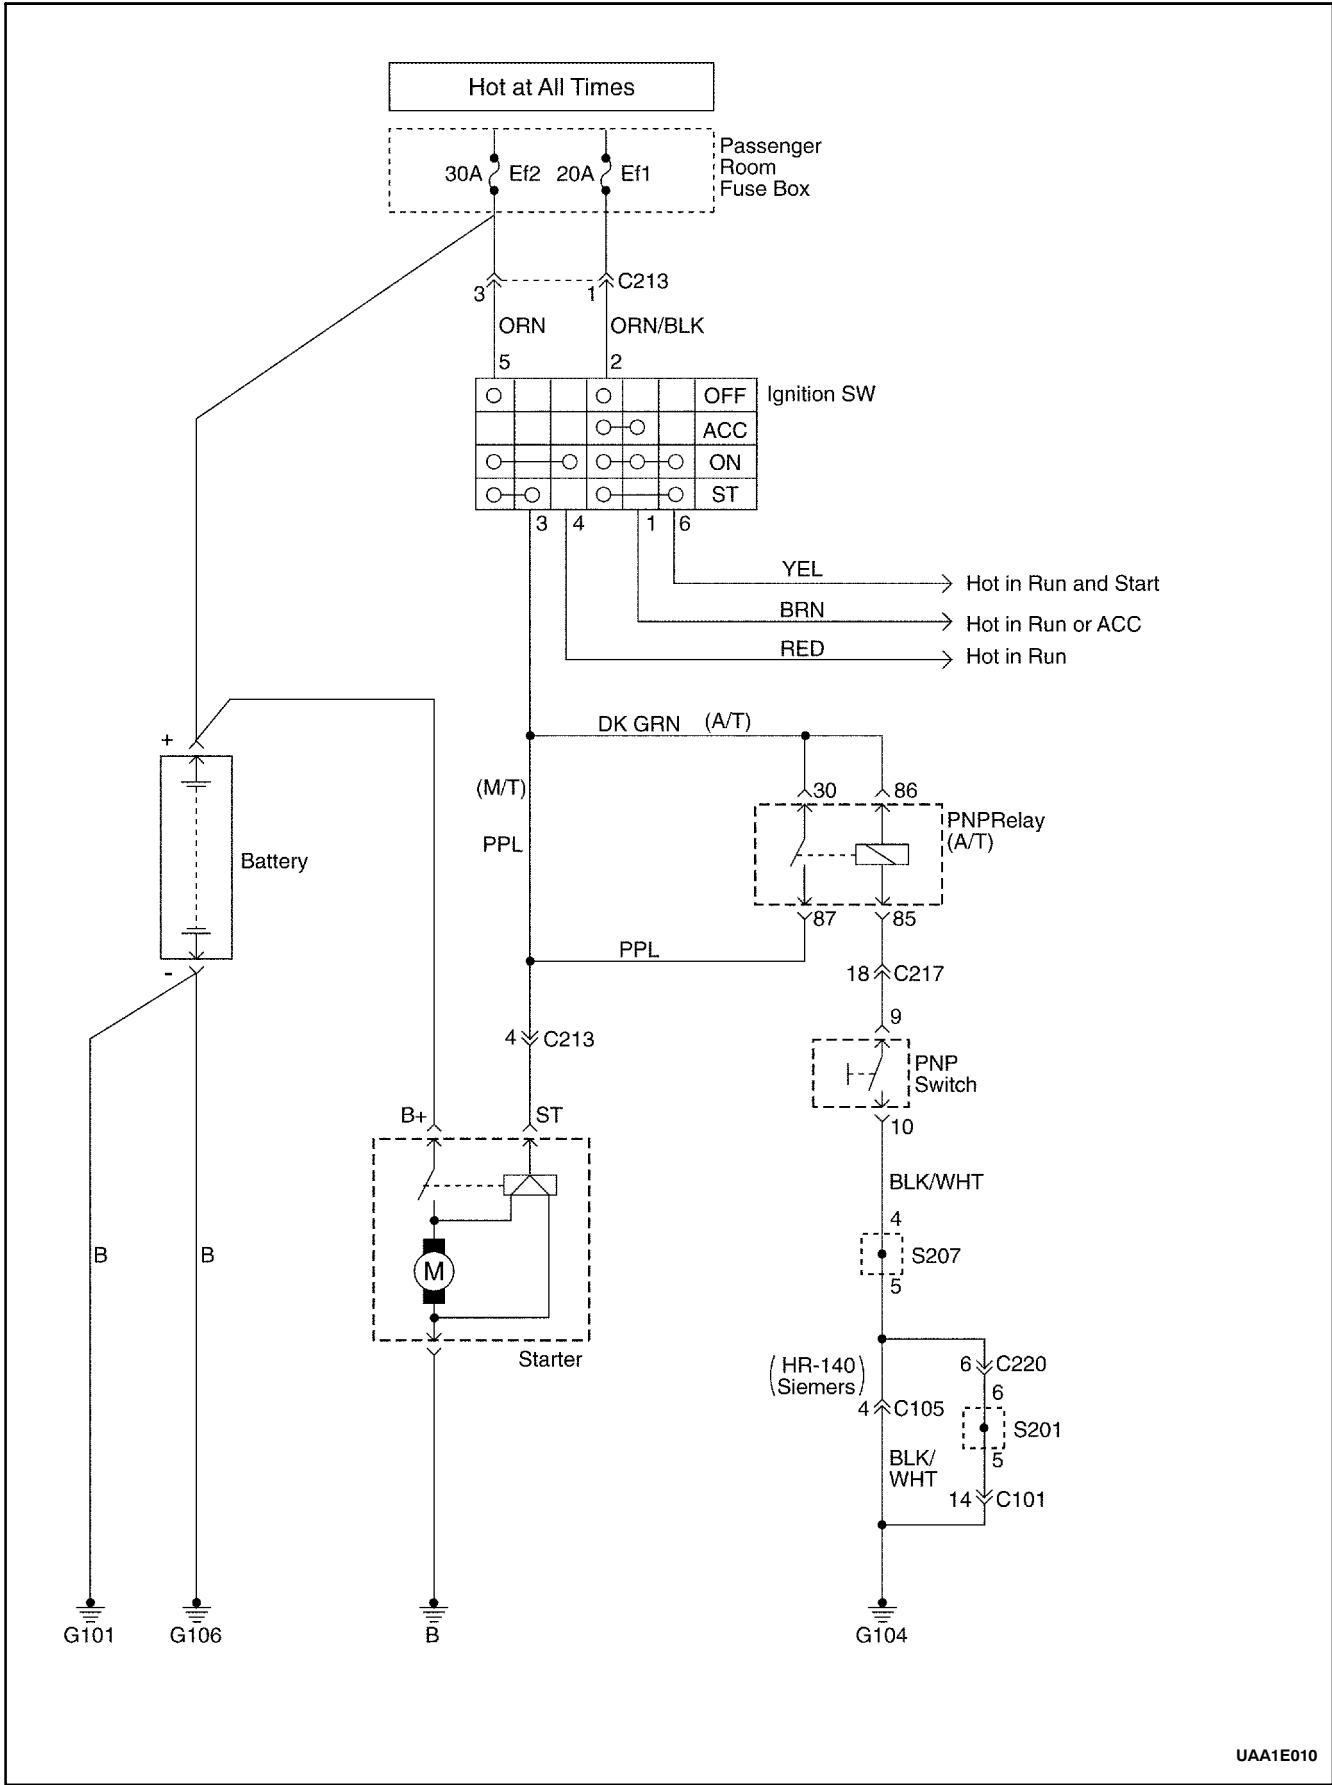 Hot at All Times
Passenger
Room
Fuse Box
30A Ef2 20A Ef1
C213
3 1
ORN ORN/BLK
5 2
OFF Ignition SW
ACC
ON
ST
3 4 1 6
YEL Hot in Run and Start
BRN Hot in Run or ACC
RED Hot in Run
DK GRN (A/T)
+
(M/T)
30 86
PNPRelay
(A/T)
PPL
Battery
87 85
PPL
-
18 C217
9
4 C213
PNP
Switch
B+ ST
10
BLK/WHT
4
B B S207
M
5
Starter
(HR-140
Siemers)
6 C220
6
4 C105
S201
BLK/
WHT
5
14 C101
G101 G106 B G104
UAA1E010